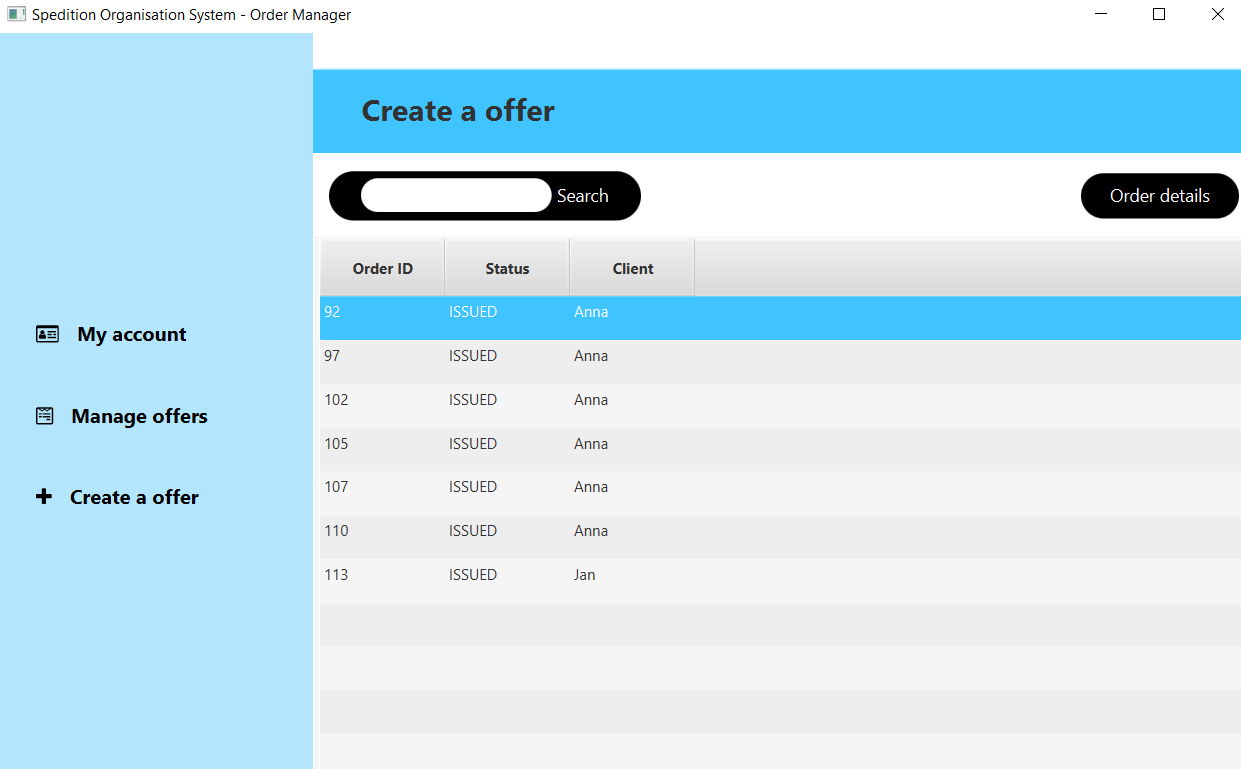 Spedition Organisation System - Order Manager
Create a offer
Search
Order details
My account
Manage offers
Create a offer
Order ID Status Client
92 ISSUED Anna
97 ISSUED Anna
102 ISSUED Anna
105 ISSUED Anna
107 ISSUED Anna
110 ISSUED Anna
113 ISSUED Jan